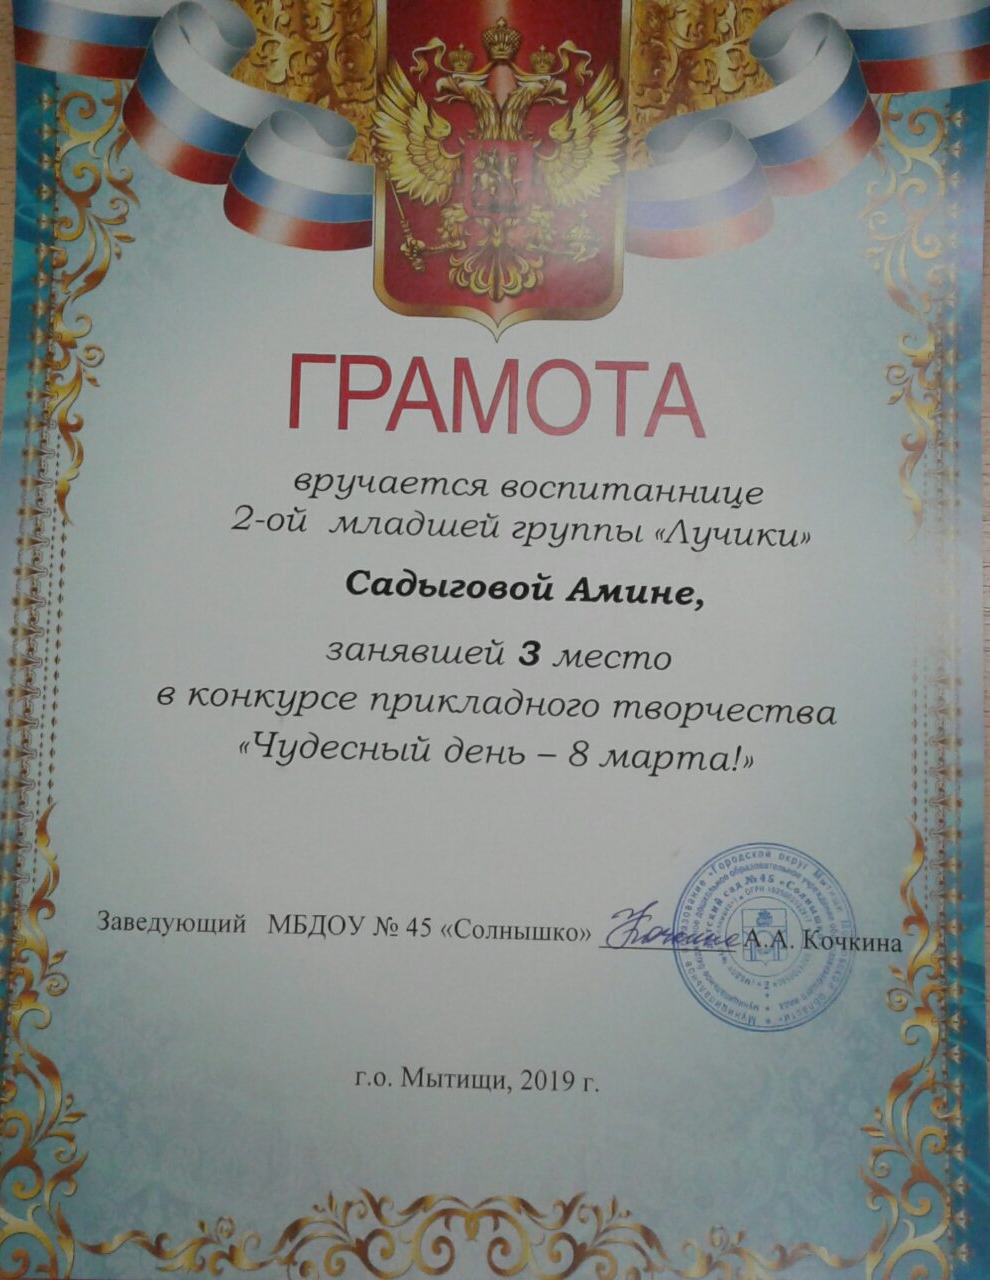 ГРАМОТА
вручается воспитаннице
2-ой младшей группы «Лучики»
Садыговой Амине,
занявшей 3 место
в конкурсе прикладного творчества
«Чудесный день – 8 марта!»
Заведующий МБДОУ № 45 «Солнышко» А.А. Кочкина
г.о. Мытищи, 2019 г.